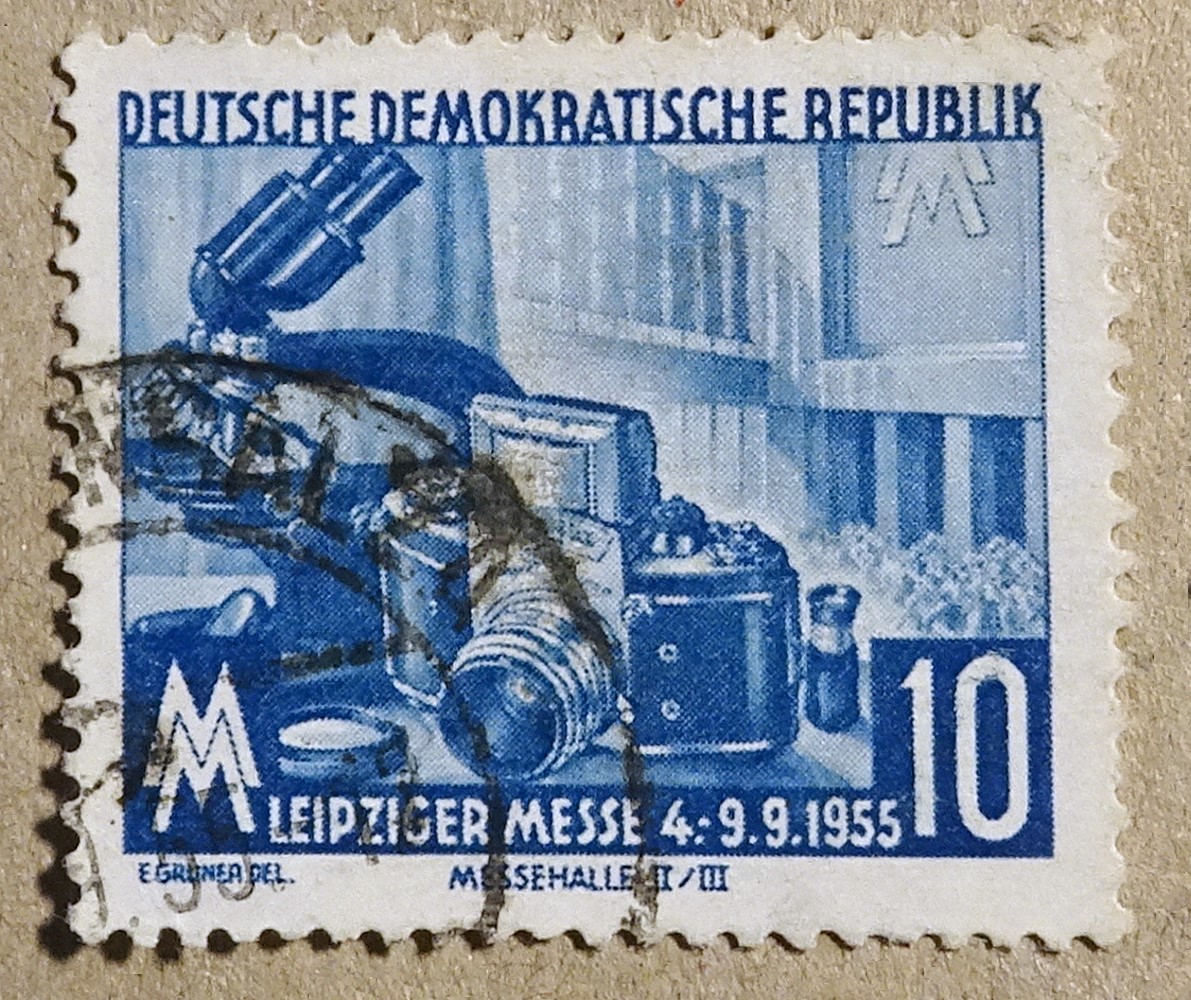 DEUTSCHE DEMOKRATISCHE REPUBLIK
M
M
10
LEIPZIGER MESSE 4.-9.9.1955
E GRUNER DEL.
MESSEHALLE II / III